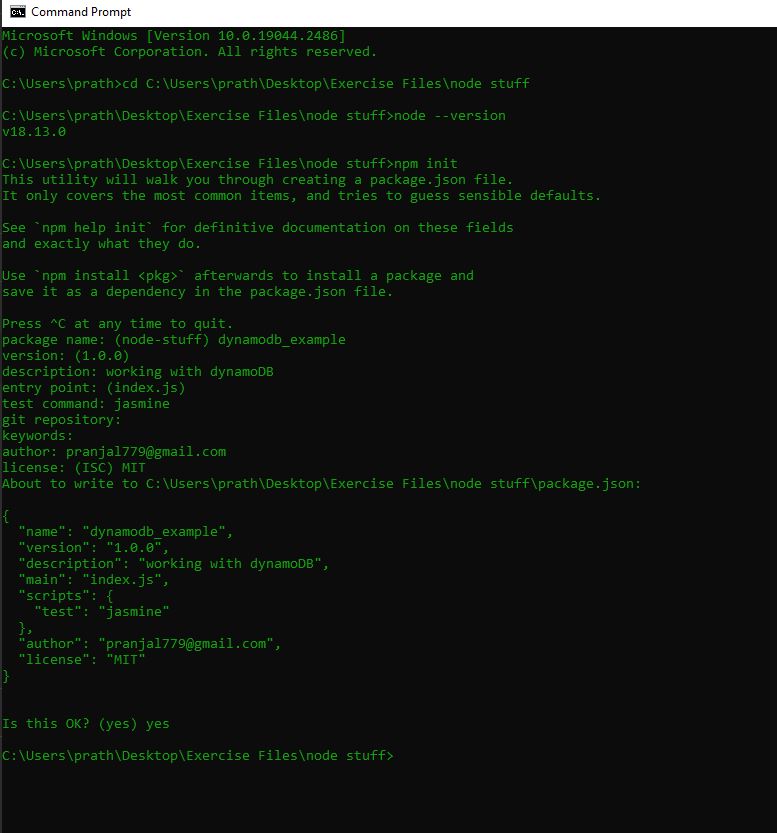 Command Prompt
Microsoft Windows [Version 10.0.19044.2486]
(c) Microsoft Corporation. All rights reserved.
C:\Users\prath>cd C:\Users\prath\Desktop\Exercise Files\node stuff
C:\Users\prath\Desktop\Exercise Files\node stuff>node --version
v18.13.0
C:\Users\prath\Desktop\Exercise Files\node stuff>npm init
This utility will walk you through creating a package.json file.
It only covers the most common items, and tries to guess sensible defaults.
See `npm help init` for definitive documentation on these fields
and exactly what they do.
Use `npm install <pkg>` afterwards to install a package and
save it as a dependency in the package.json file.
Press ^C at any time to quit.
package name: (node-stuff) dynamodb_example
version: (1.0.0)
description: working with dynamoDB
entry point: (index.js)
test command: jasmine
git repository:
keywords:
author: pranjal779@gmail.com
license: (ISC) MIT
About to write to C:\Users\prath\Desktop\Exercise Files\node stuff\package.json:
{
  "name": "dynamodb_example",
  "version": "1.0.0",
  "description": "working with dynamoDB",
  "main": "index.js",
  "scripts": {
    "test": "jasmine"
  },
  "author": "pranjal779@gmail.com",
  "license": "MIT"
}
Is this OK? (yes) yes
C:\Users\prath\Desktop\Exercise Files\node stuff>